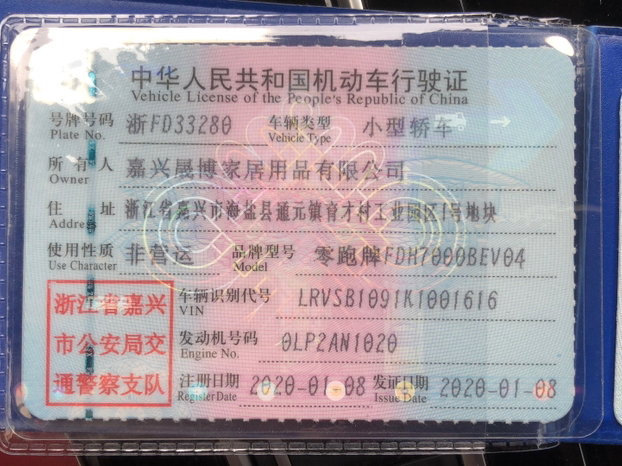 中华人民共和国机动车行驶证
Vehicle License of the People's Republic of China
号牌号码 浙FD33280 车辆类型 小型轿车
Plate No. Vehicle Type
所有人 嘉兴晟博家居用品有限公司
Owner
住址 浙江省嘉兴市海盐县通元镇育才村工业园区1号地块
Address
使用性质 非营运 品牌型号 零跑牌FDH7000BEV04
Use Character Model
浙江省嘉兴 车辆识别代号 LRVSB1091K1001616
VIN
市公安局交 发动机号码 0LP2AN1020
Engine No.
通警察支队 注册日期 2020-01-08 发证日期 2020-01-08
Register Date Issue Date